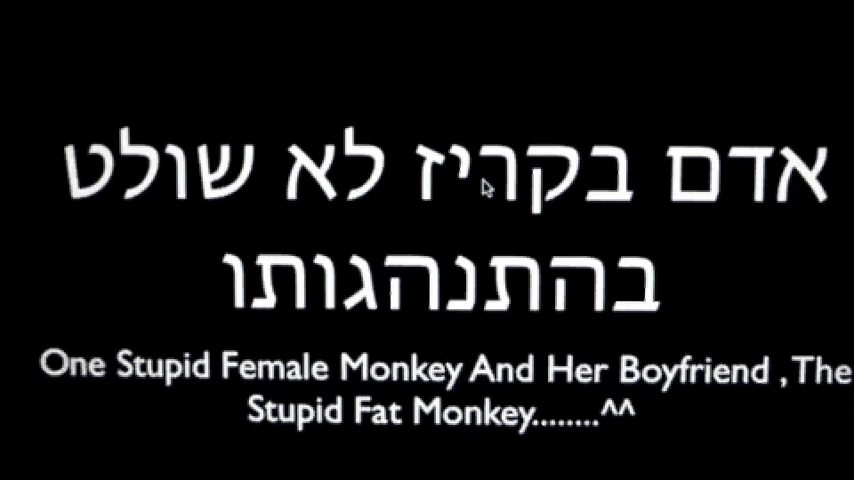 אדם בקריז לא שולט
בהתנהגותו
One Stupid Female Monkey And Her Boyfriend ,The
Stupid Fat Monkey........^^